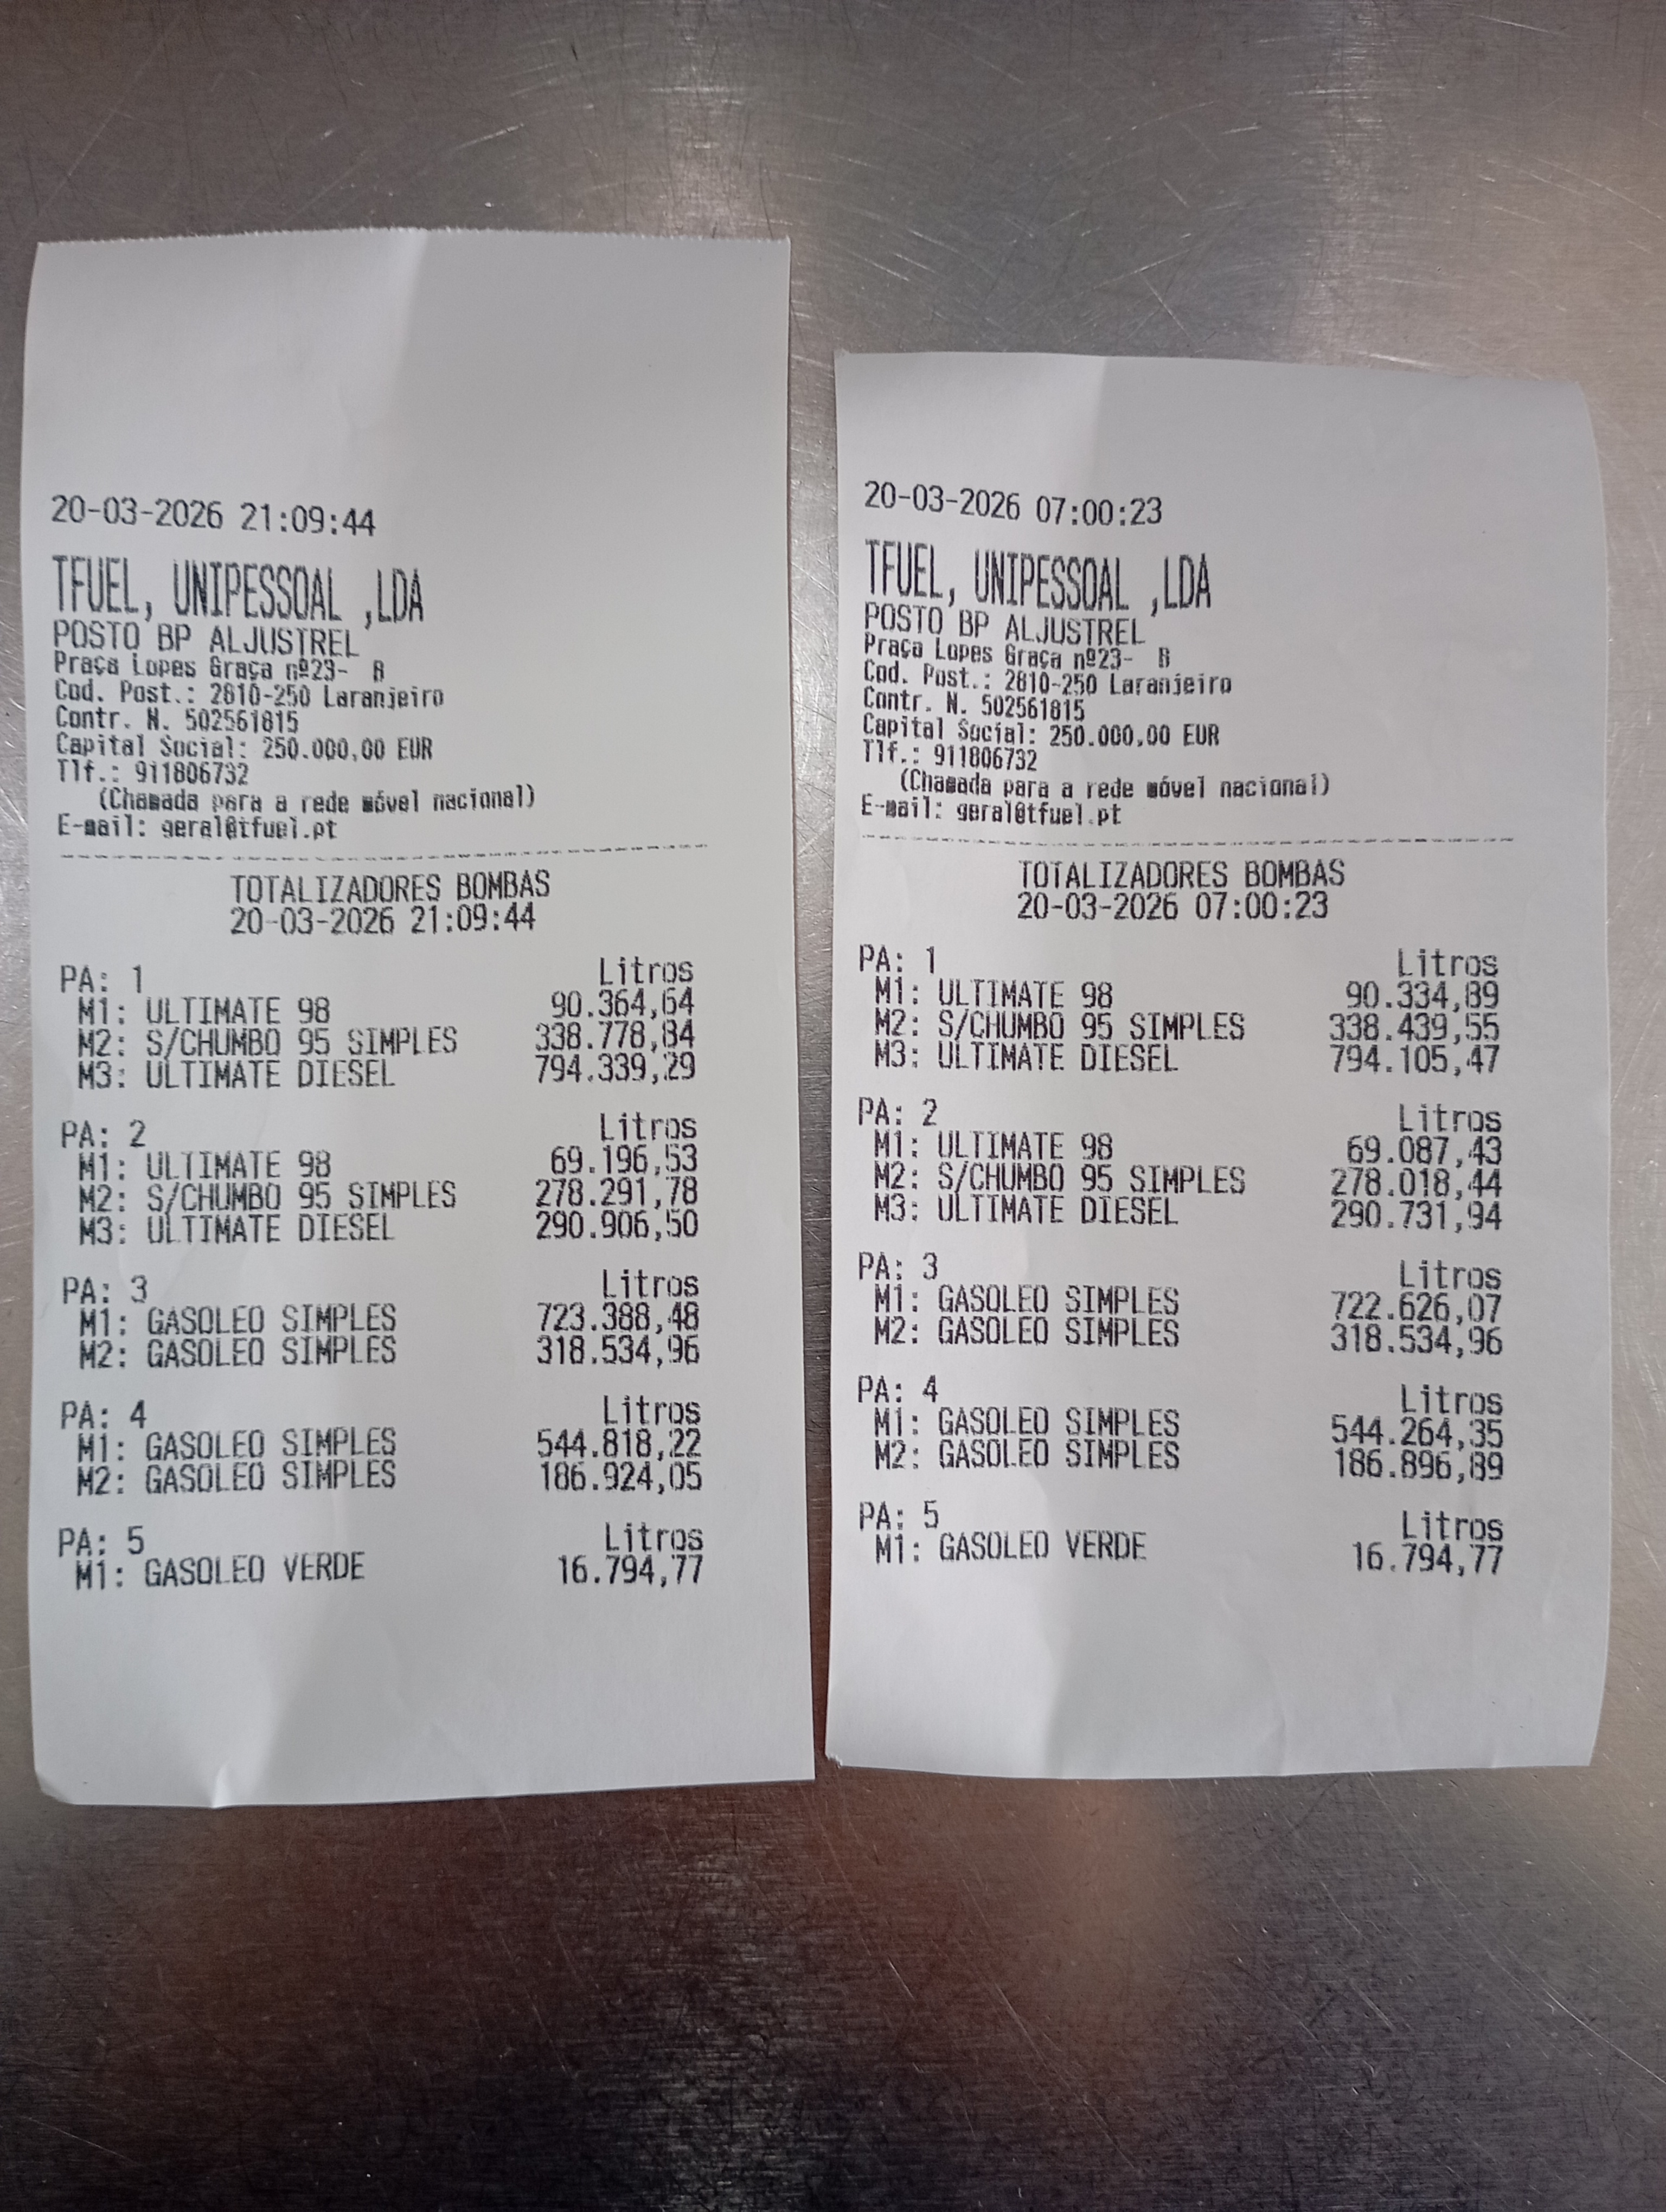 20-03-2026 21:09:44
TFUEL, UNIPESSOAL ,LDA
POSTO BP ALJUSTREL
Praça Lopes Graça nº23- B
Cod. Post.: 2810-250 Laranjeiro
Contr. N. 502561815
Capital Social: 250.000,00 EUR
Tlf.: 911806732
(Chamada para a rede móvel nacional)
E-mail: geral@tfuel.pt
TOTALIZADORES BOMBAS
20-03-2026 21:09:44
PA: 1 Litros
M1: ULTIMATE 98 90.364,64
M2: S/CHUMBO 95 SIMPLES 338.778,84
M3: ULTIMATE DIESEL 794.339,29
PA: 2 Litros
M1: ULTIMATE 98 69.196,53
M2: S/CHUMBO 95 SIMPLES 278.291,78
M3: ULTIMATE DIESEL 290.906,50
PA: 3 Litros
M1: GASOLEO SIMPLES 723.388,48
M2: GASOLEO SIMPLES 318.534,96
PA: 4 Litros
M1: GASOLEO SIMPLES 544.818,22
M2: GASOLEO SIMPLES 186.924,05
PA: 5 Litros
M1: GASOLEO VERDE 16.794,77
20-03-2026 07:00:23
TFUEL, UNIPESSOAL ,LDA
POSTO BP ALJUSTREL
Praça Lopes Graça nº23- B
Cod. Post.: 2810-250 Laranjeiro
Contr. N. 502561815
Capital Social: 250.000,00 EUR
Tlf.: 911806732
(Chamada para a rede móvel nacional)
E-mail: geral@tfuel.pt
TOTALIZADORES BOMBAS
20-03-2026 07:00:23
PA: 1 Litros
M1: ULTIMATE 98 90.334,89
M2: S/CHUMBO 95 SIMPLES 338.439,55
M3: ULTIMATE DIESEL 794.105,47
PA: 2 Litros
M1: ULTIMATE 98 69.087,43
M2: S/CHUMBO 95 SIMPLES 278.018,44
M3: ULTIMATE DIESEL 290.731,94
PA: 3 Litros
M1: GASOLEO SIMPLES 722.626,07
M2: GASOLEO SIMPLES 318.534,96
PA: 4 Litros
M1: GASOLEO SIMPLES 544.264,35
M2: GASOLEO SIMPLES 186.896,89
PA: 5 Litros
M1: GASOLEO VERDE 16.794,77